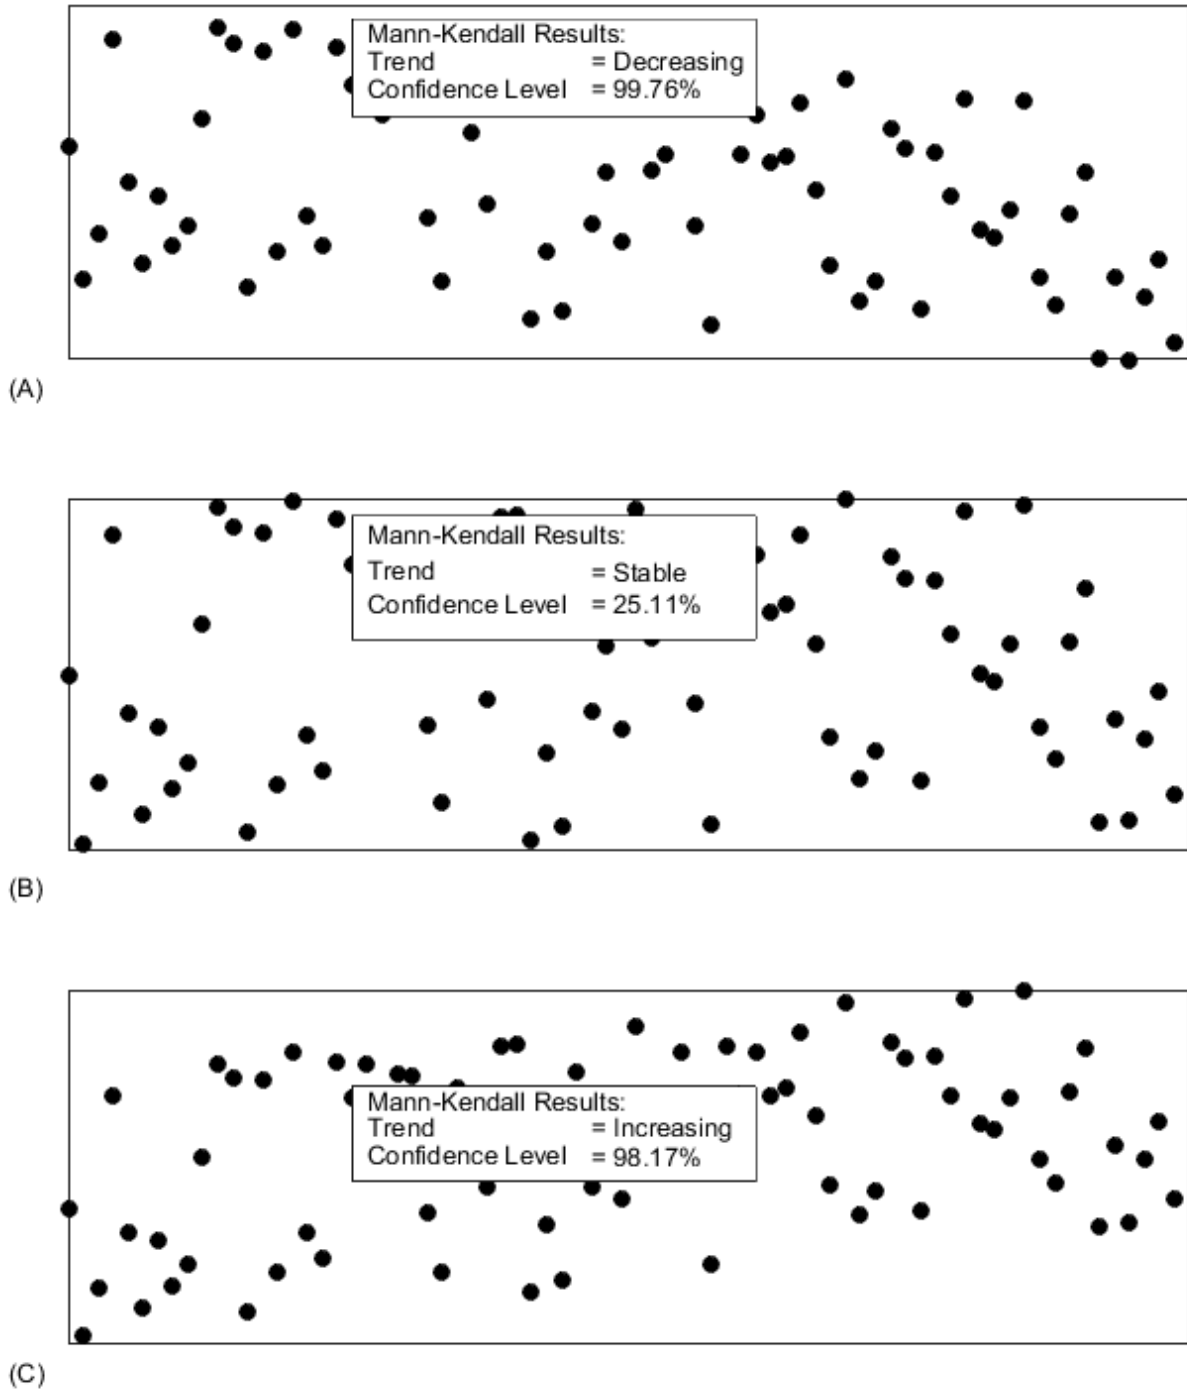 Mann-Kendall Results:
Trend = Decreasing
Confidence Level = 99.76%
(A)
Mann-Kendall Results:
Trend = Stable
Confidence Level = 25.11%
(B)
Mann-Kendall Results:
Trend = Increasing
Confidence Level = 98.17%
(C)